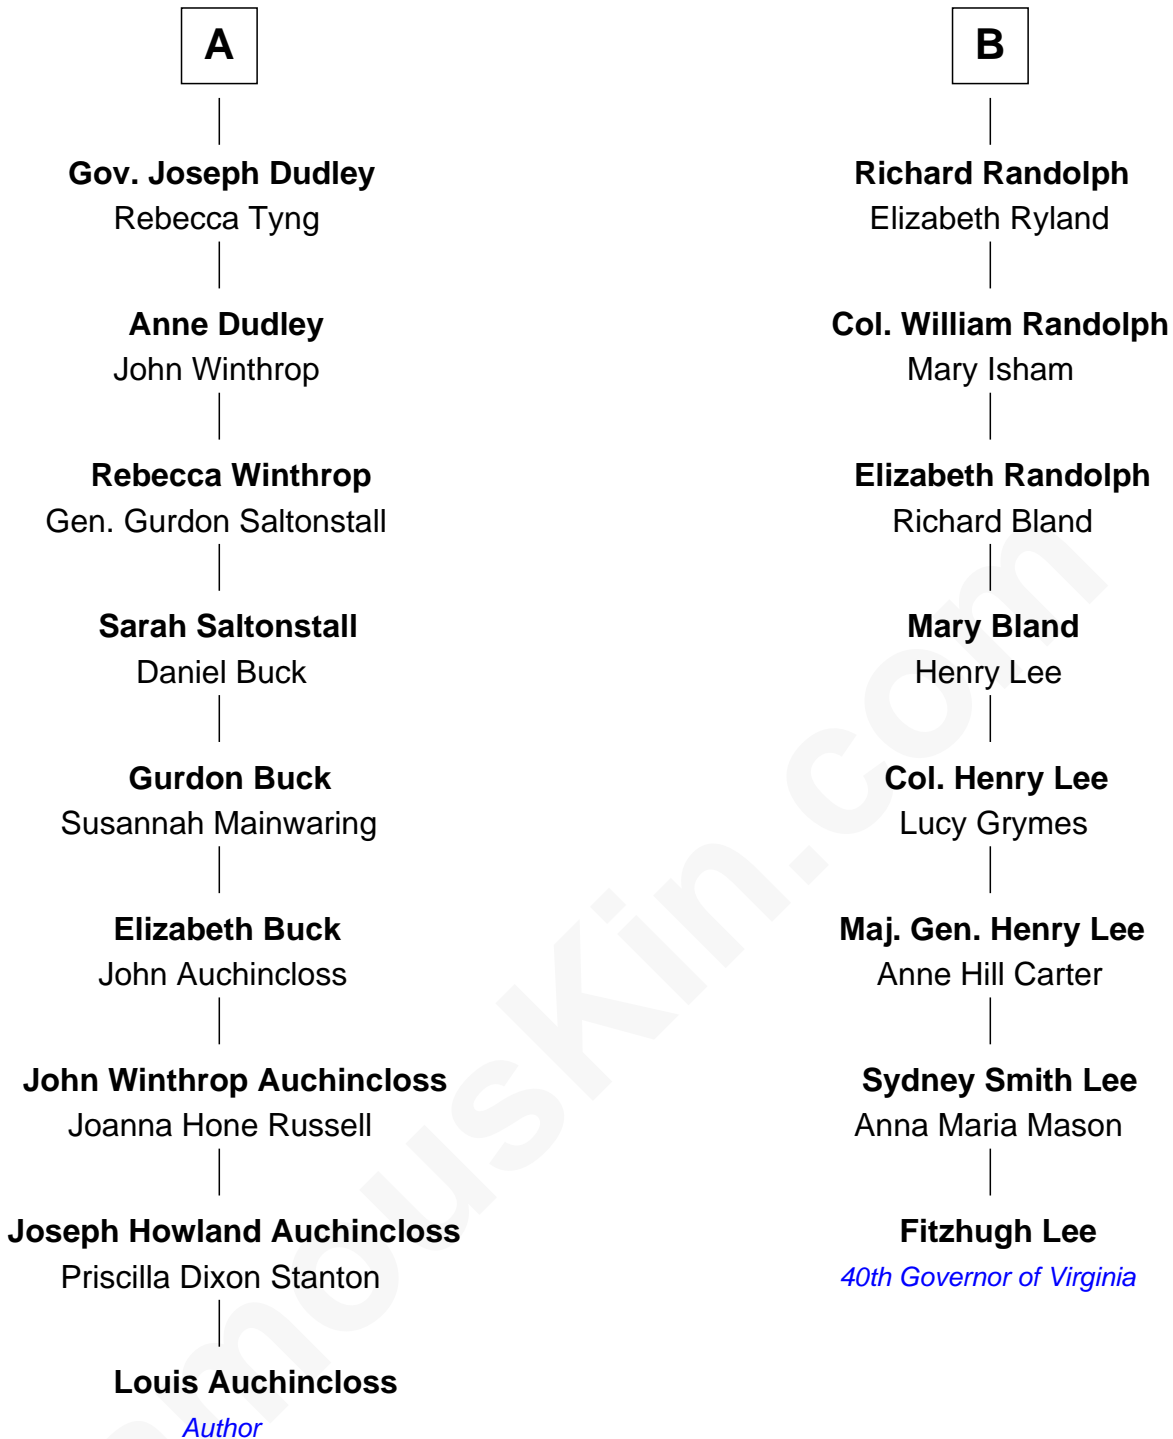 A
Gov. Joseph Dudley
Rebecca Tyng
Anne Dudley
John Winthrop
Rebecca Winthrop
Gen. Gurdon Saltonstall
Sarah Saltonstall
Daniel Buck
Gurdon Buck
Susannah Mainwaring
Elizabeth Buck
John Auchincloss
John Winthrop Auchincloss
Joanna Hone Russell
Joseph Howland Auchincloss
Priscilla Dixon Stanton
Louis Auchincloss
Author
B
Richard Randolph
Elizabeth Ryland
Col. William Randolph
Mary Isham
Elizabeth Randolph
Richard Bland
Mary Bland
Henry Lee
Col. Henry Lee
Lucy Grymes
Maj. Gen. Henry Lee
Anne Hill Carter
Sydney Smith Lee
Anna Maria Mason
Fitzhugh Lee
40th Governor of Virginia
amousKin.com